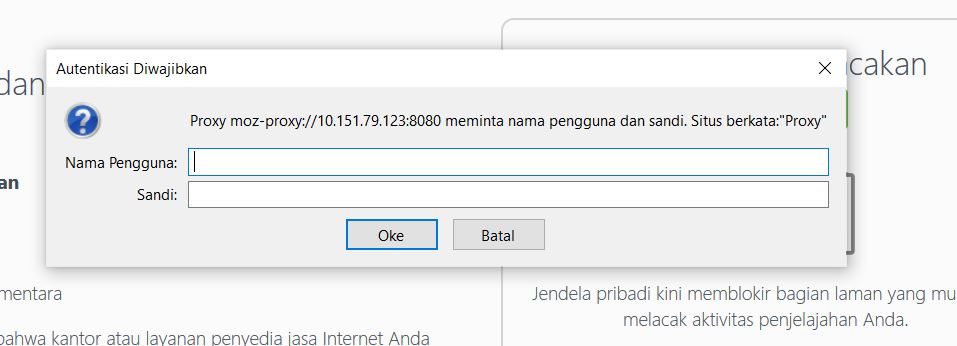 dan
cakan
Autentikasi Diwajibkan
Proxy moz-proxy://10.151.79.123:8080 meminta nama pengguna dan sandi. Situs berkata:"Proxy"
Nama Pengguna:
an
Sandi:
Oke
Batal
mentara
Jendela pribadi kini memblokir bagian laman yang mu
melacak aktivitas penjelajahan Anda.
bahwa kantor atau layanan penyedia jasa Internet Anda